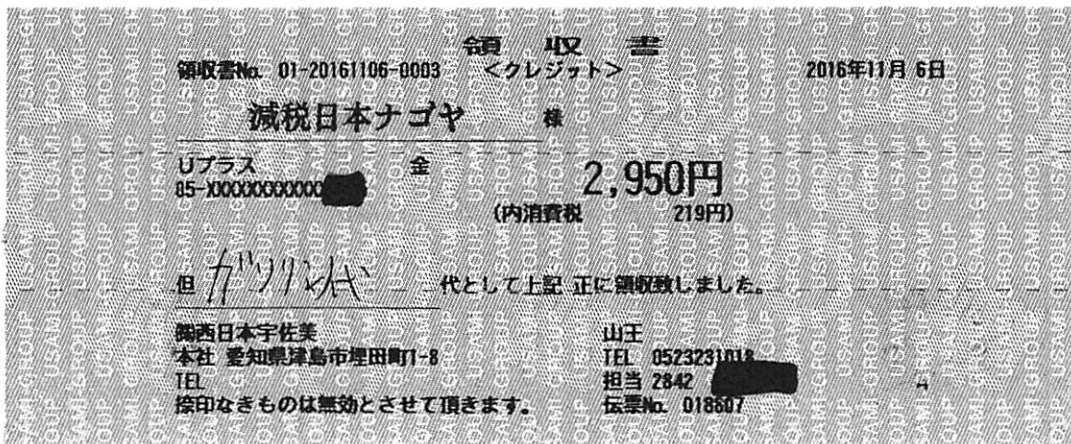 領収書
領収書No. 01-20161106-0003 <クレジット> 2016年11月 6日
減税日本ナゴヤ 様
Uプラス 金 2,950円
05-XXXXXXXXXXXX
(内消費税 219円)
但 ガソリン代 代として上記 正に領収致しました。
㈱西日本宇佐美 山王
本社 愛知県津島市埋田町1-8 TEL 0523231018
TEL 担当 2842
捺印なきものは無効とさせて頂きます。 伝票No. 018607